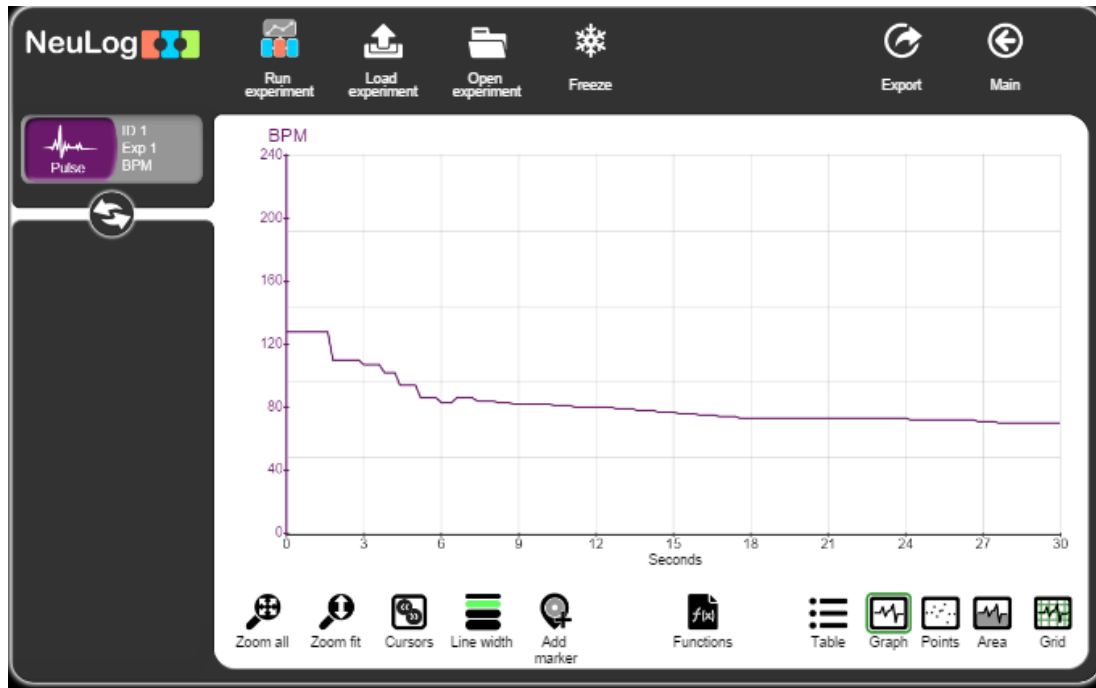 NeuLog
Run
experiment
Load
experiment
Open
experiment
Freeze
Export
Main
Pulse
ID 1
Exp 1
BPM
BPM
240
200
160
120
80
40
0
0 3 6 9 12 15 18 21 24 27 30
Seconds
Zoom all
Zoom fit
Cursors
Line width
Add
marker
f(x)
Functions
Table
Graph
Points
Area
Grid